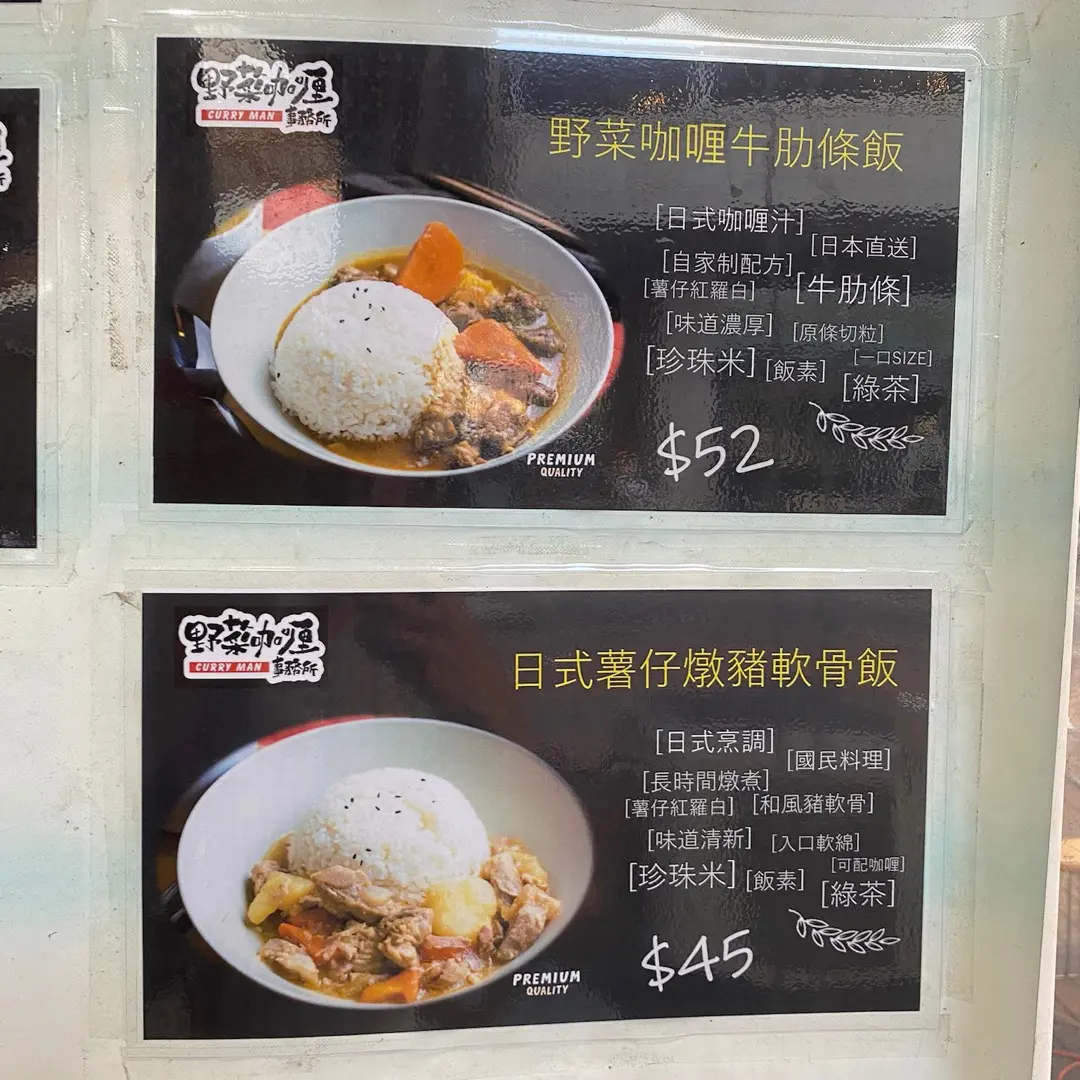 野菜咖喱
CURRY MAN 事務所
野菜咖喱牛肋條飯
[日式咖喱汁]
[日本直送]
[自家制配方]
[薯仔紅羅白]
[牛肋條]
[味道濃厚]
[原條切粒]
[一口SIZE]
[珍珠米]
[飯素]
[綠茶]
$52
PREMIUM
QUALITY
野菜咖喱
CURRY MAN 事務所
日式薯仔燉豬軟骨飯
[日式烹調]
[國民料理]
[長時間燉煮]
[薯仔紅羅白]
[和風豬軟骨]
[味道清新]
[入口軟綿]
[可配咖喱]
[珍珠米]
[飯素]
[綠茶]
$45
PREMIUM
QUALITY